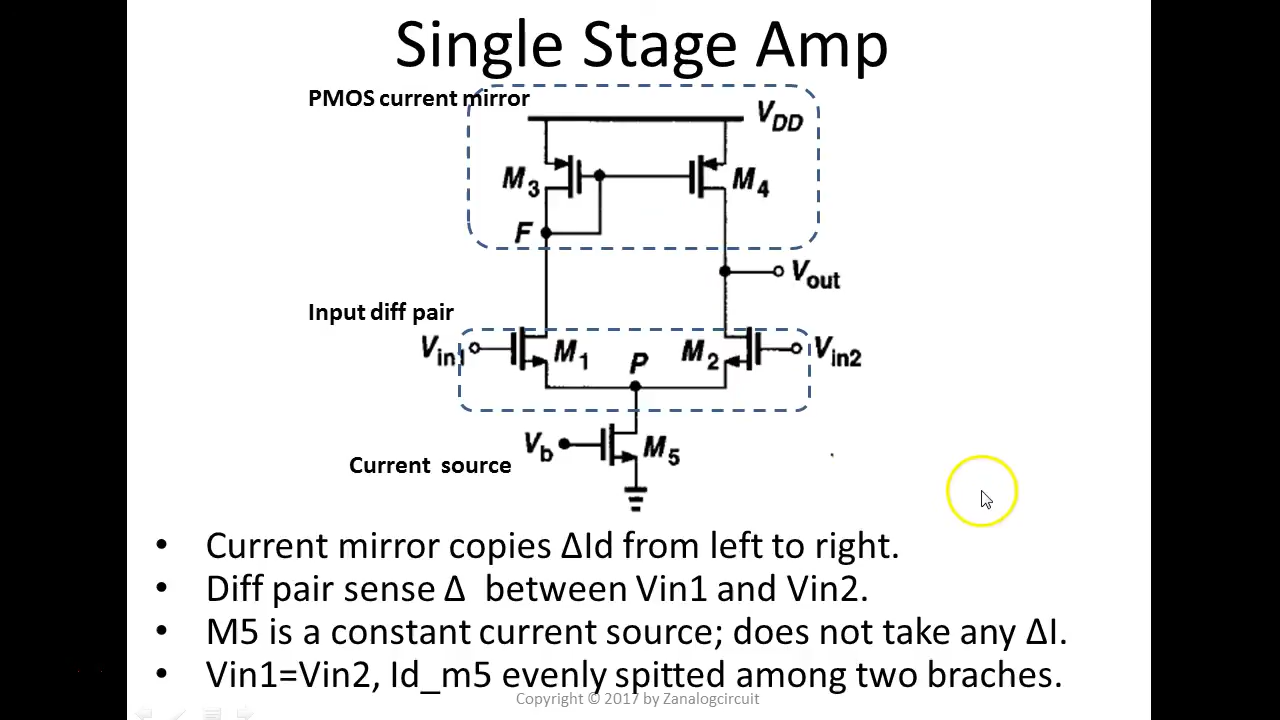 Single Stage Amp
PMOS current mirror
VDD
M3
M4
F
Vout
Input diff pair
Vin1
M1
P
M2
Vin2
Vb
M5
Current source
• Current mirror copies ΔId from left to right.
• Diff pair sense Δ between Vin1 and Vin2.
• M5 is a constant current source; does not take any ΔI.
• Vin1=Vin2, Id_m5 evenly spitted among two braches.
Copyright © 2017 by Zanalogcircuit